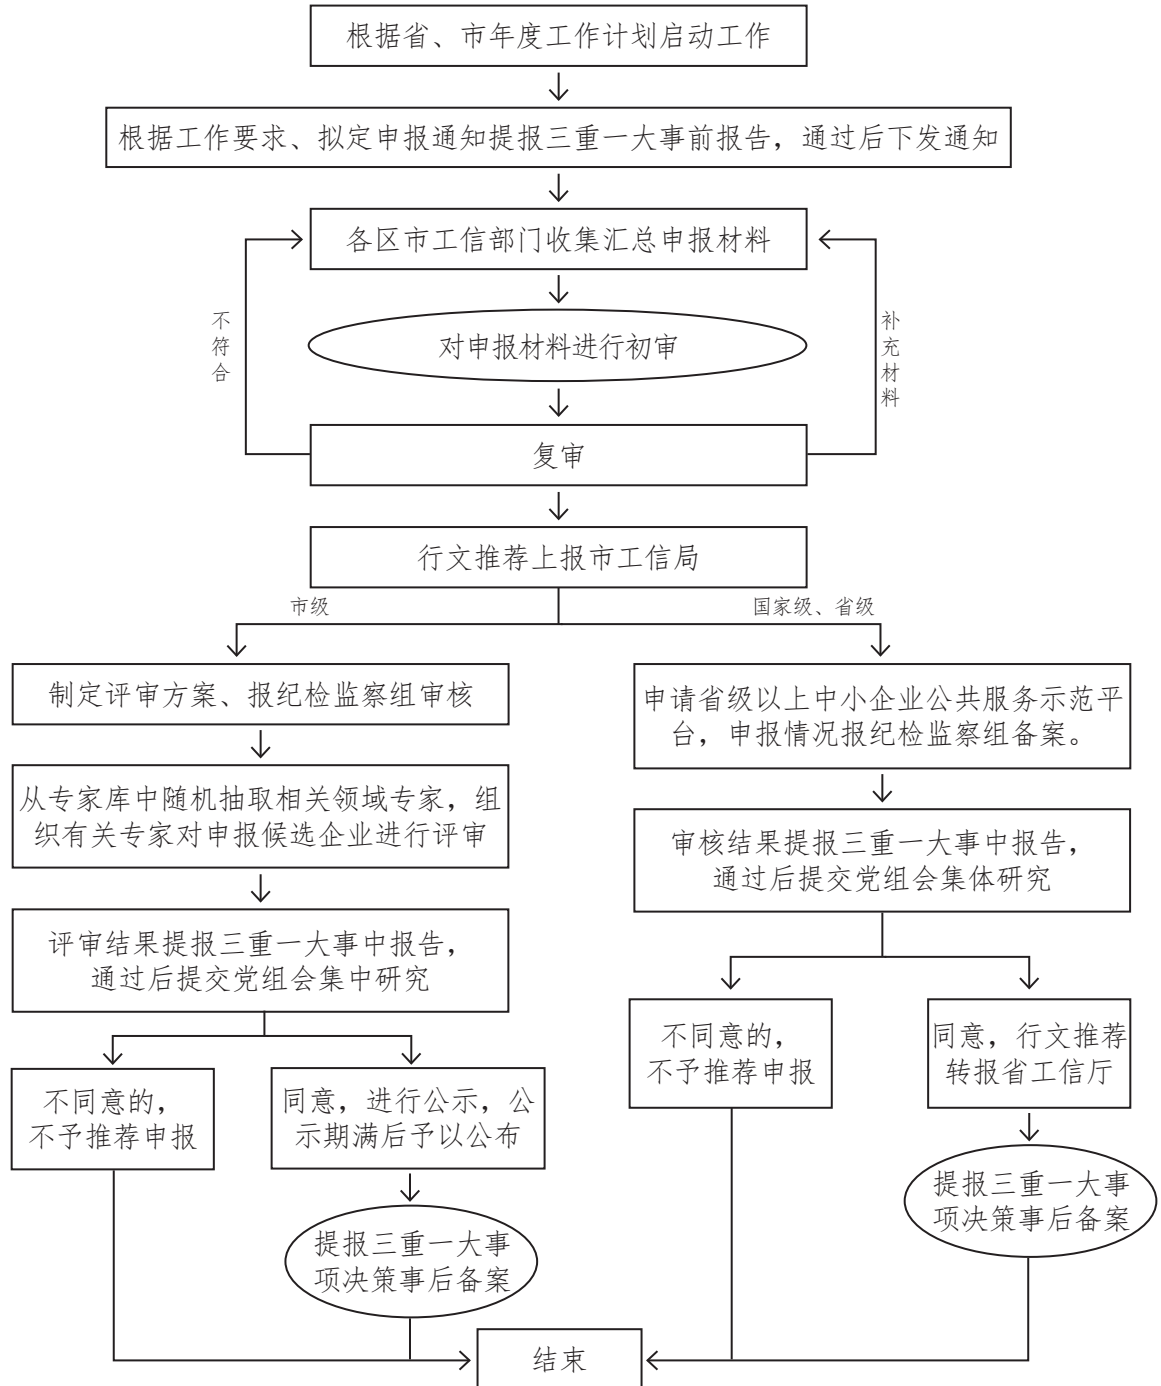 根据省、市年度工作计划启动工作
根据工作要求、拟定申报通知提报三重一大事前报告，通过后下发通知
各区市工信部门收集汇总申报材料
不
符
合
对申报材料进行初审
补
充
材
料
复审
行文推荐上报市工信局
市级
国家级、省级
制定评审方案、报纪检监察组审核
从专家库中随机抽取相关领域专家，组
织有关专家对申报候选企业进行评审
评审结果提报三重一大事中报告，
通过后提交党组会集中研究
不同意的，
不予推荐申报
同意，进行公示，公
示期满后予以公布
提报三重一大事
项决策事后备案
申请省级以上中小企业公共服务示范平
台，申报情况报纪检监察组备案。
审核结果提报三重一大事中报告，
通过后提交党组会集体研究
不同意的，
不予推荐申报
同意，行文推荐
转报省工信厅
提报三重一大事
项决策事后备案
结束